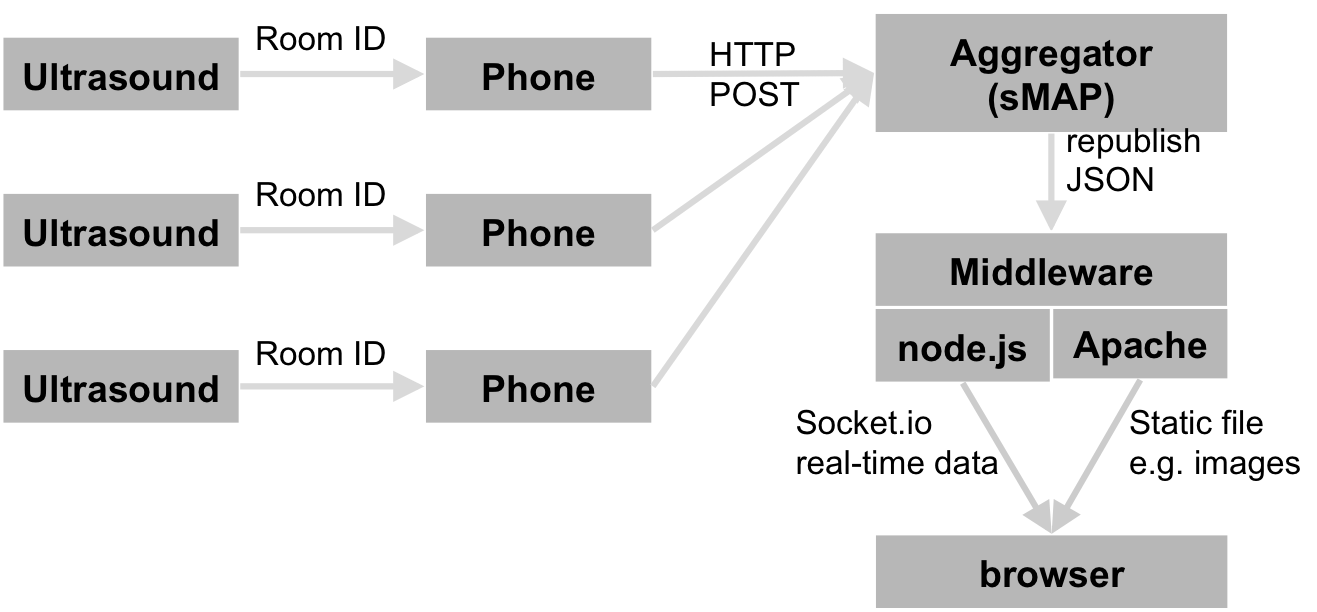 Room ID
Ultrasound
Phone
HTTP
POST
Aggregator
(sMAP)
republish
JSON
Room ID
Ultrasound
Phone
Middleware
node.js
Apache
Room ID
Ultrasound
Phone
Socket.io
real-time data
Static file
e.g. images
browser